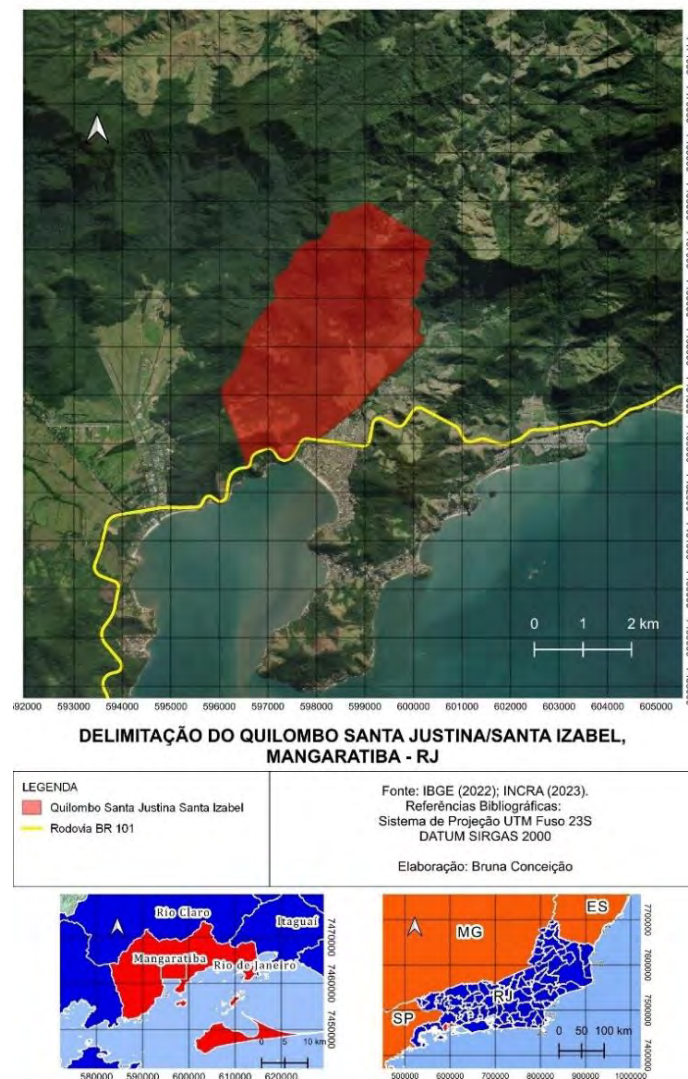 0 1 2 km
592000 593000 594000 595000 596000 597000 598000 599000 600000 601000 602000 603000 604000 605000
DELIMITAÇÃO DO QUILOMBO SANTA JUSTINA/SANTA IZABEL,
MANGARATIBA - RJ
LEGENDA
Quilombo Santa Justina Santa Izabel
Rodovia BR 101
Fonte: IBGE (2022); INCRA (2023).
Referências Bibliográficas:
Sistema de Projeção UTM Fuso 23S
DATUM SIRGAS 2000
Elaboração: Bruna Conceição
Rio Claro
Itaguaí
Mangaratiba
Rio de Janeiro
0 5 10 km
7470000
7460000
7450000
580000 590000 600000 610000 620000
ES
MG
RJ
SP
0 50 100 km
7700000
7600000
7500000
7400000
500000 600000 700000 800000 900000 1000000